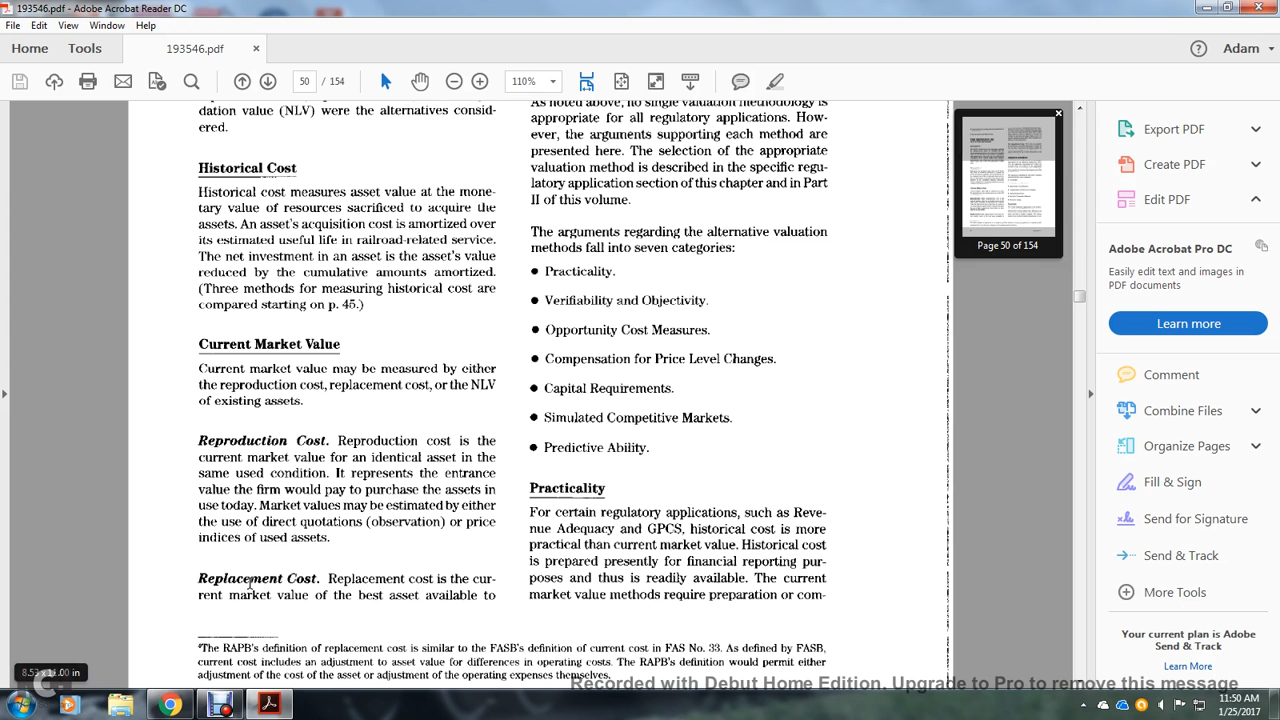 193546.pdf - Adobe Acrobat Reader DC
File Edit View Window Help
Home Tools 193546.pdf × Adam
50 / 154 110%
dation value (NLV) were the alternatives consid-
ered.
Historical Cost
Historical cost measures asset value at the mone-
tary value of resources sacrificed to acquire the
assets. An asset's acquisition cost is amortized over
its estimated useful life in railroad-related service.
The net investment in an asset is the asset's value
reduced by the cumulative amounts amortized.
(Three methods for measuring historical cost are
compared starting on p. 45.)
Current Market Value
Current market value may be measured by either
the reproduction cost, replacement cost, or the NLV
of existing assets.
Reproduction Cost. Reproduction cost is the
current market value for an identical asset in the
same used condition. It represents the entrance
value the firm would pay to purchase the assets in
use today. Market values may be estimated by either
the use of direct quotations (observation) or price
indices of used assets.
Replacement Cost. Replacement cost is the cur-
rent market value of the best asset available to
As noted above, no single valuation methodology is
appropriate for all regulatory applications. How-
ever, the arguments supporting each method are
presented here. The selection of the appropriate
valuation method is described in the specific regu-
latory application section of this chapter and in Part
II of this volume.
The arguments regarding the alternative valuation
methods fall into seven categories:
● Practicality.
● Verifiability and Objectivity.
● Opportunity Cost Measures.
● Compensation for Price Level Changes.
● Capital Requirements.
● Simulated Competitive Markets.
● Predictive Ability.
Practicality
For certain regulatory applications, such as Reve-
nue Adequacy and GPCS, historical cost is more
practical than current market value. Historical cost
is prepared presently for financial reporting pur-
poses and thus is readily available. The current
market value methods require preparation or com-
⁴The RAPB's definition of replacement cost is similar to the FASB's definition of current cost in FAS No. 33. As defined by FASB,
current cost includes an adjustment to asset value for differences in operating costs. The RAPB's definition would permit either
adjustment of the cost of the asset or adjustment of the operating expenses themselves.
8.53 x 11.00 in
Page 50 of 154
Export PDF
Create PDF
Edit PDF
Adobe Acrobat Pro DC
Easily edit text and images in
PDF documents
Learn more
Comment
Combine Files
Organize Pages
Fill & Sign
Send for Signature
Send & Track
More Tools
Your current plan is Adobe
Send & Track
Learn More
Recorded with Debut Home Edition. Upgrade to Pro to remove this message
11:50 AM
1/25/2017